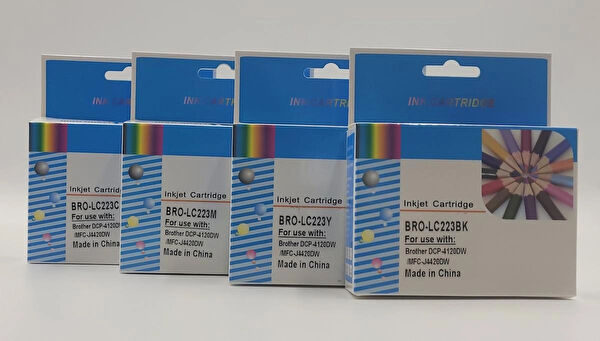 INK CARTRIDGE
Inkjet Cartridge
BRO-LC223C
For use with:
Brother DCP-4120DW
/MFC-J4420DW
Made in China
INK CARTRIDGE
Inkjet Cartridge
BRO-LC223M
For use with:
Brother DCP-4120DW
/MFC-J4420DW
Made in China
INK CARTRIDGE
Inkjet Cartridge
BRO-LC223Y
For use with:
Brother DCP-4120DW
/MFC-J4420DW
Made in China
INK CARTRIDGE
Inkjet Cartridge
BRO-LC223BK
For use with:
Brother DCP-4120DW
/MFC-J4420DW
Made in China